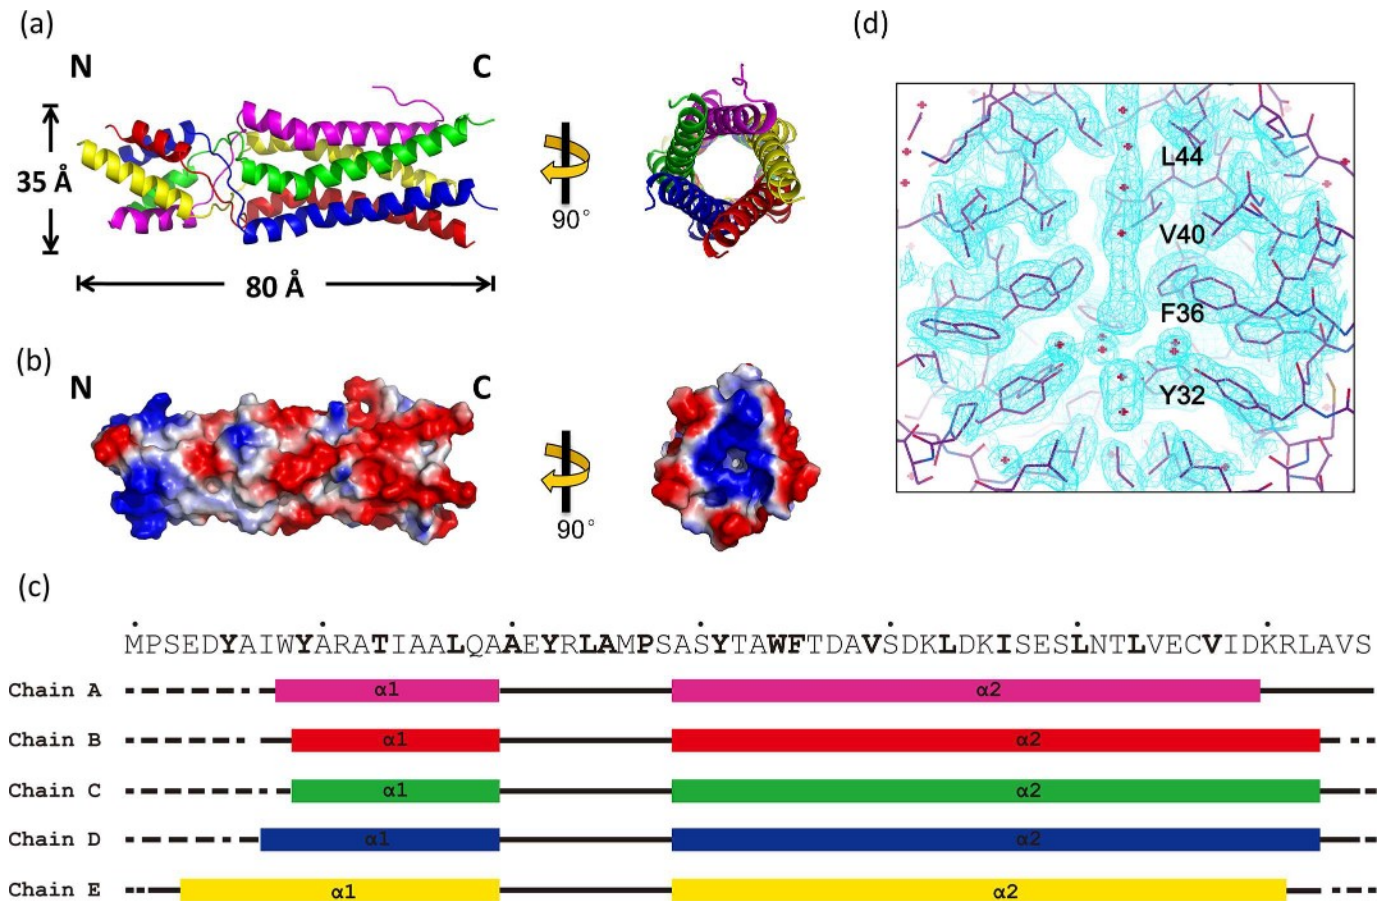 (a)
N
C
35 Å
80 Å
90°
(b)
N
C
90°
(d)
L44
V40
F36
Y32
(c)
MPSEDYAIWYARATIAALQAAEYRLAMPSASYTAWFTDAVSDKLDKISESLNTLVECVIDKRLAVS
Chain A α1 α2
Chain B α1 α2
Chain C α1 α2
Chain D α1 α2
Chain E α1 α2